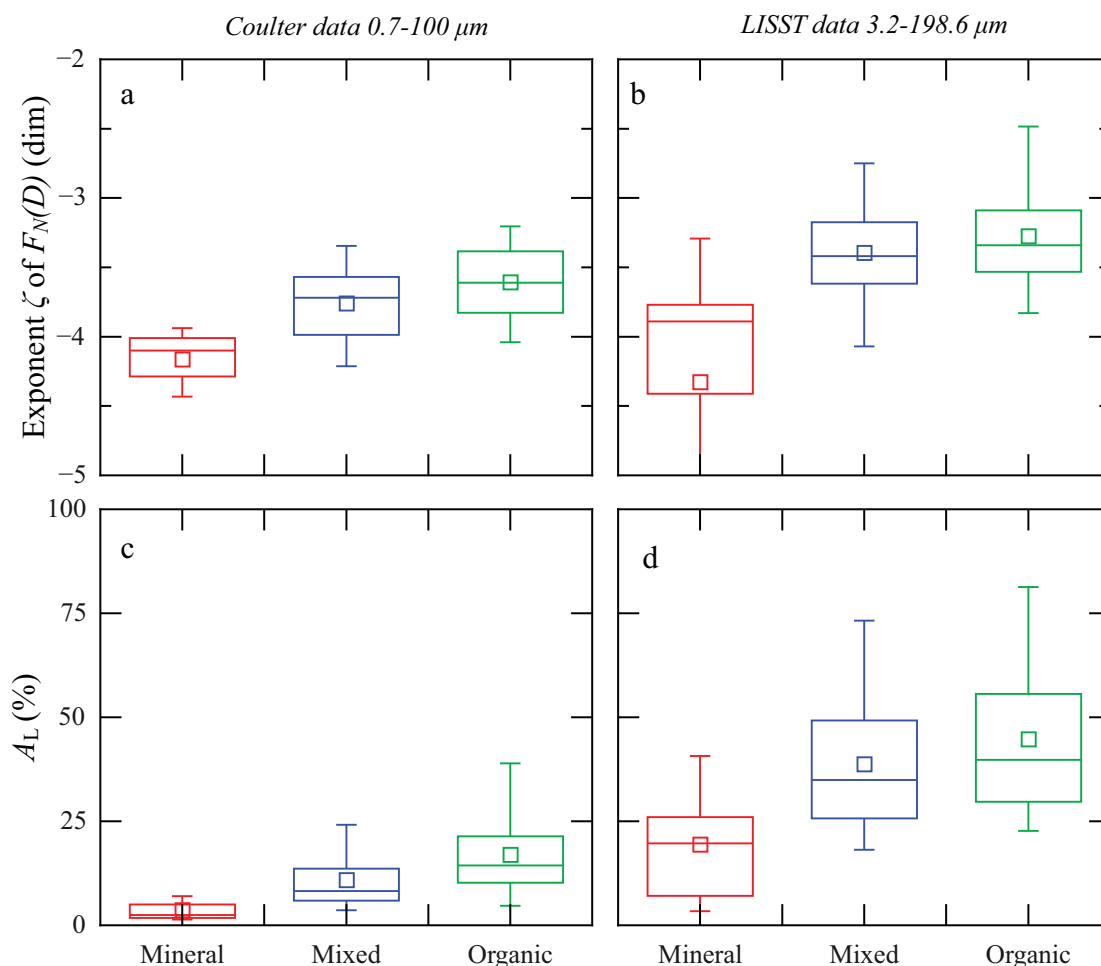 Coulter data 0.7-100 μm
LISST data 3.2-198.6 μm
Exponent ζ of F_N(D) (dim)
−2
−3
−4
−5
a
b
A_L (%)
100
75
50
25
0
c
d
Mineral Mixed Organic
Mineral Mixed Organic